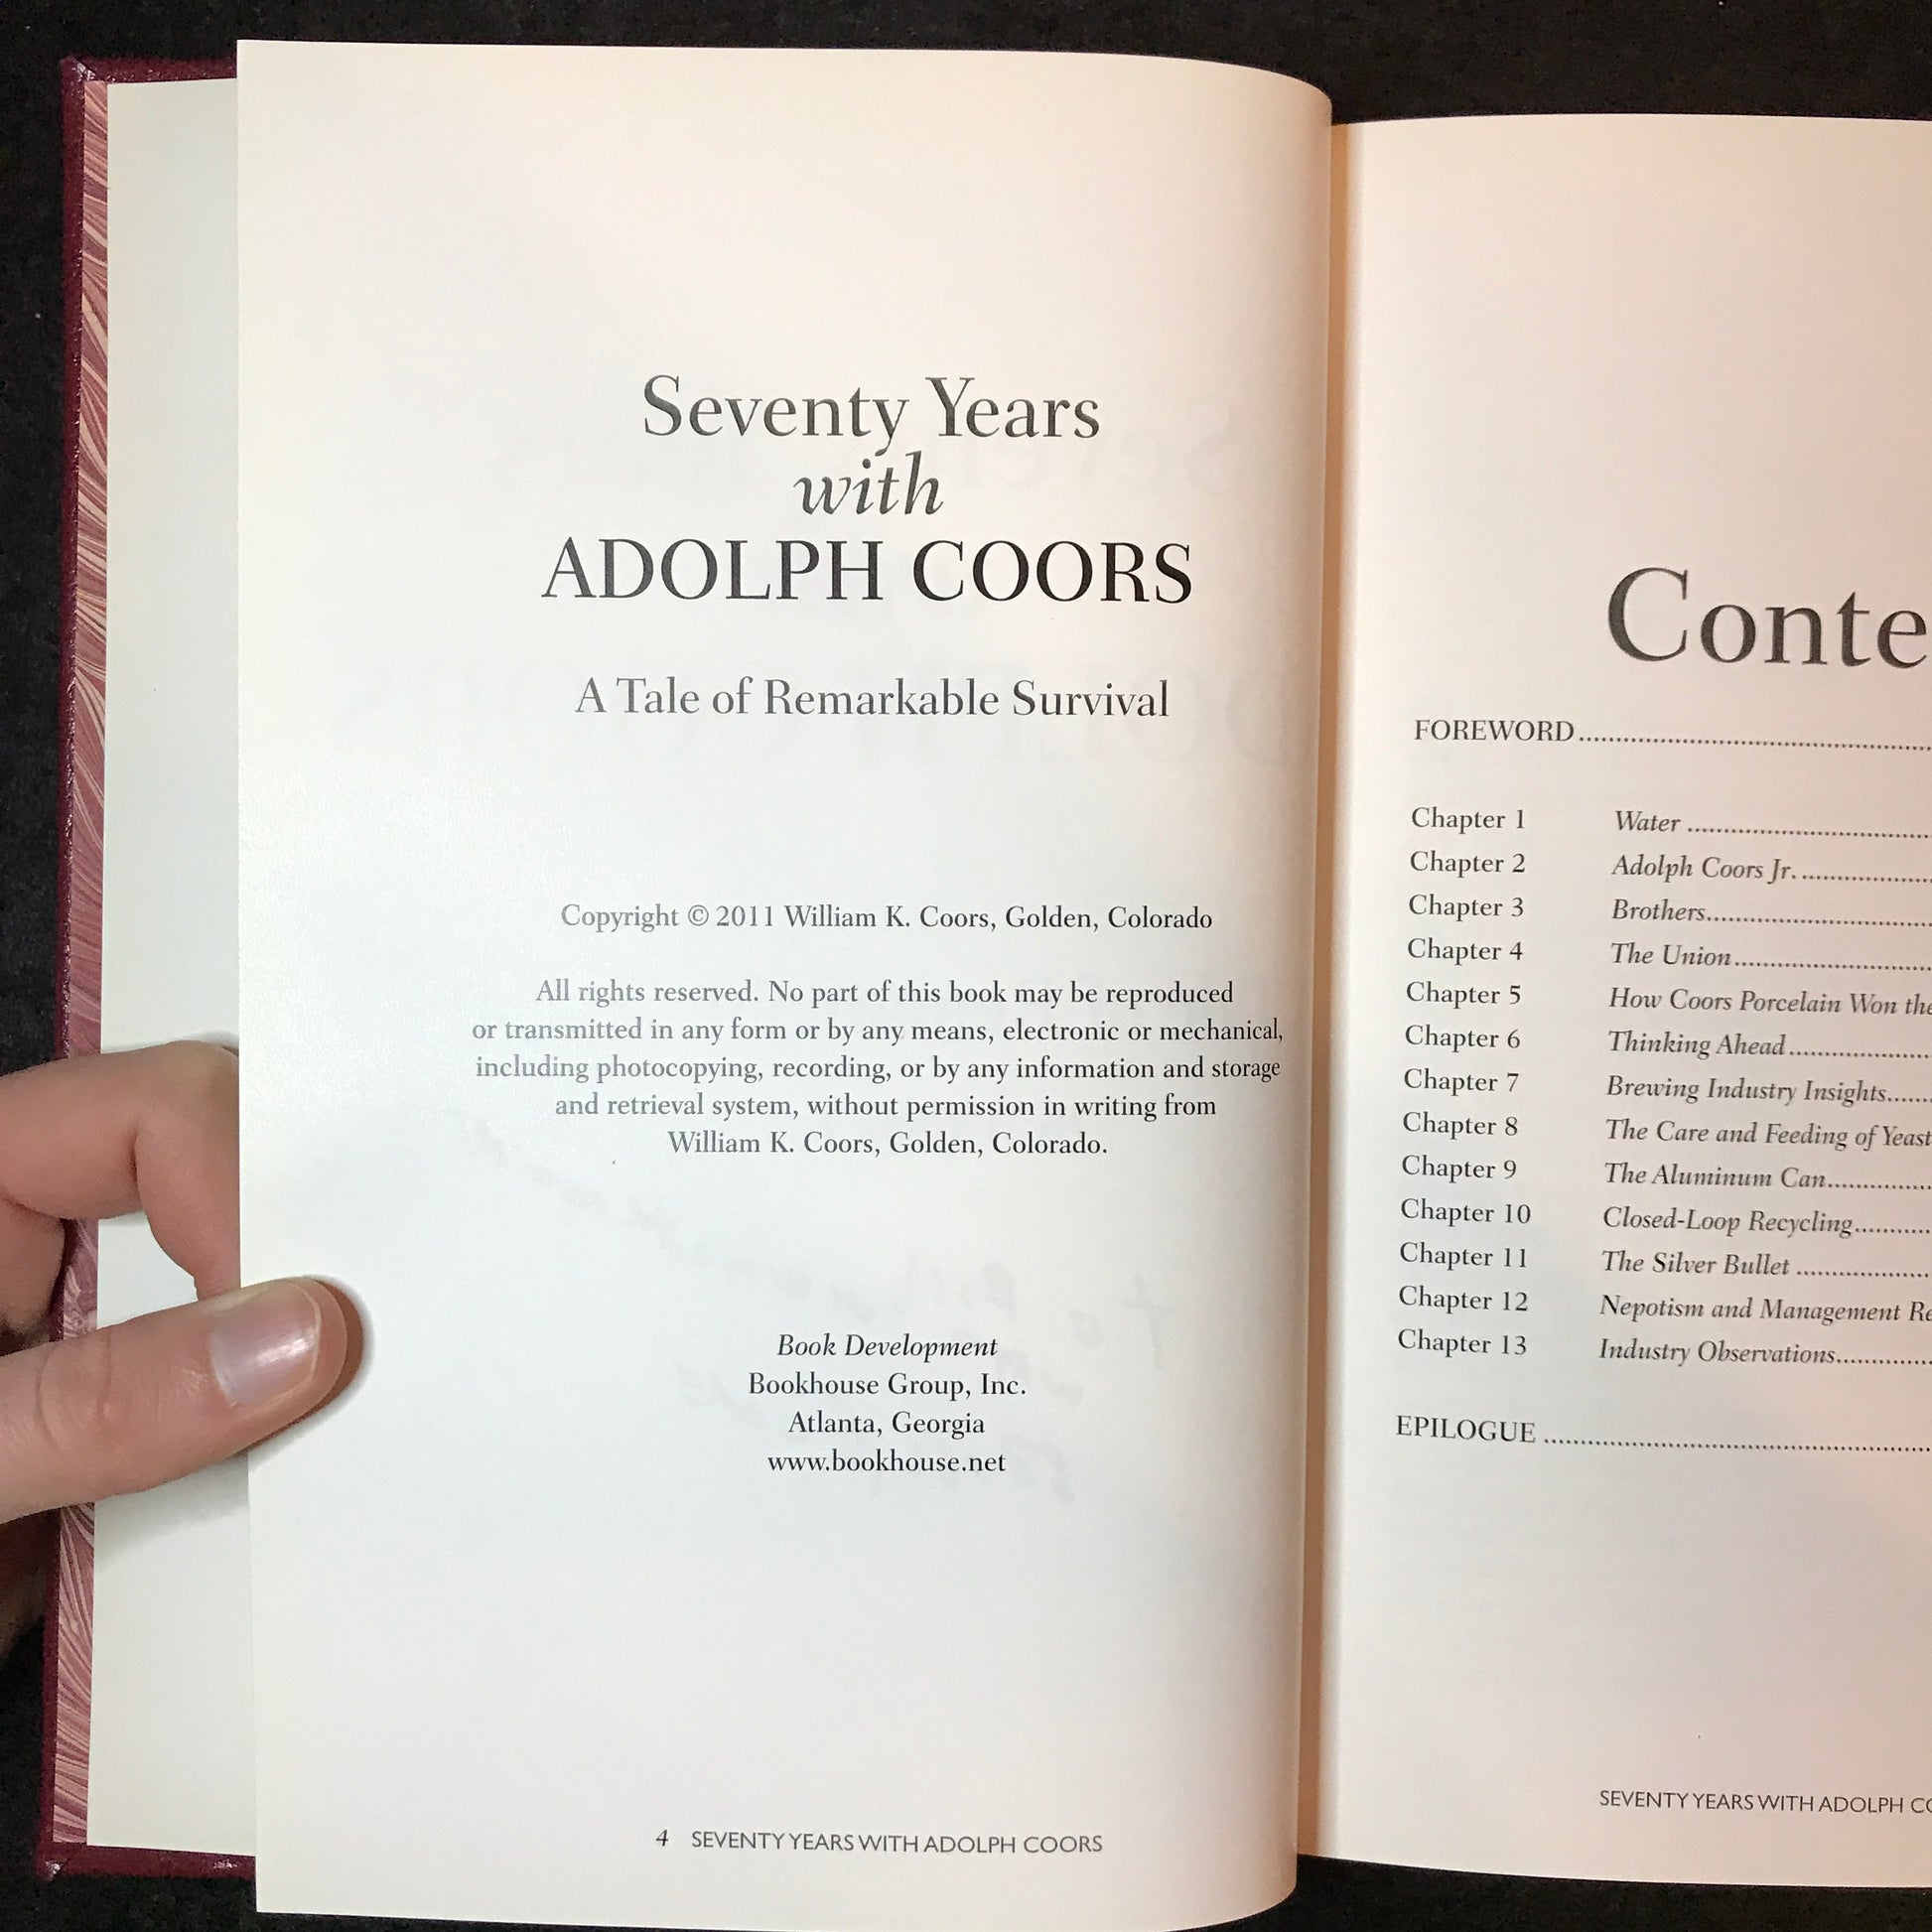 Seventy Years
with
ADOLPH COORS
A Tale of Remarkable Survival
Copyright © 2011 William K. Coors, Golden, Colorado
All rights reserved. No part of this book may be reproduced
or transmitted in any form or by any means, electronic or mechanical,
including photocopying, recording, or by any information and storage
and retrieval system, without permission in writing from
William K. Coors, Golden, Colorado.
Book Development
Bookhouse Group, Inc.
Atlanta, Georgia
www.bookhouse.net
4 SEVENTY YEARS WITH ADOLPH COORS
Conte
FOREWORD
Chapter 1 Water
Chapter 2 Adolph Coors Jr.
Chapter 3 Brothers
Chapter 4 The Union
Chapter 5 How Coors Porcelain Won the
Chapter 6 Thinking Ahead
Chapter 7 Brewing Industry Insights
Chapter 8 The Care and Feeding of Yeast
Chapter 9 The Aluminum Can
Chapter 10 Closed-Loop Recycling
Chapter 11 The Silver Bullet
Chapter 12 Nepotism and Management Re
Chapter 13 Industry Observations
EPILOGUE
SEVENTY YEARS WITH ADOLPH CO